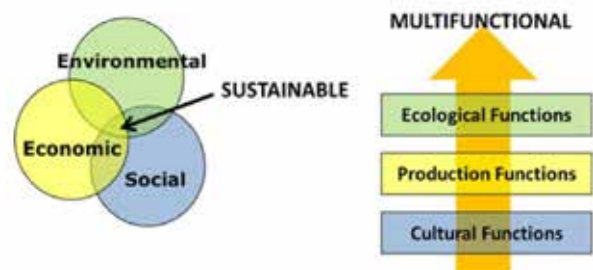 Environmental
SUSTAINABLE
Economic
Social
MULTIFUNCTIONAL
Ecological Functions
Production Functions
Cultural Functions